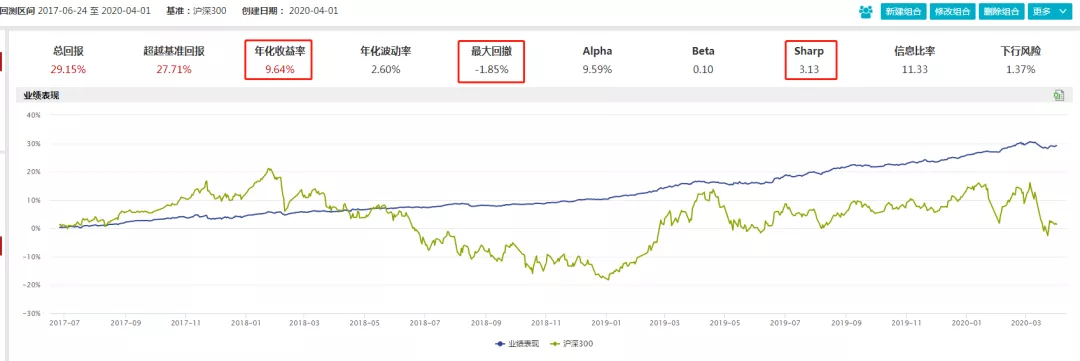 回测区间 2017-06-24 至 2020-04-01 基准：沪深300 创建日期： 2020-04-01 新建组合 修改组合 删除组合 更多
总回报 超越基准回报 年化收益率 年化波动率 最大回撤 Alpha Beta Sharp 信息比率 下行风险
29.15% 27.71% 9.64% 2.60% -1.85% 9.59% 0.10 3.13 11.33 1.37%
业绩表现
40%
30%
20%
10%
0%
-10%
-20%
-30%
2017-07 2017-09 2017-11 2018-01 2018-03 2018-05 2018-07 2018-09 2018-11 2019-01 2019-03 2019-05 2019-07 2019-09 2019-11 2020-01 2020-03
业绩表现 沪深300